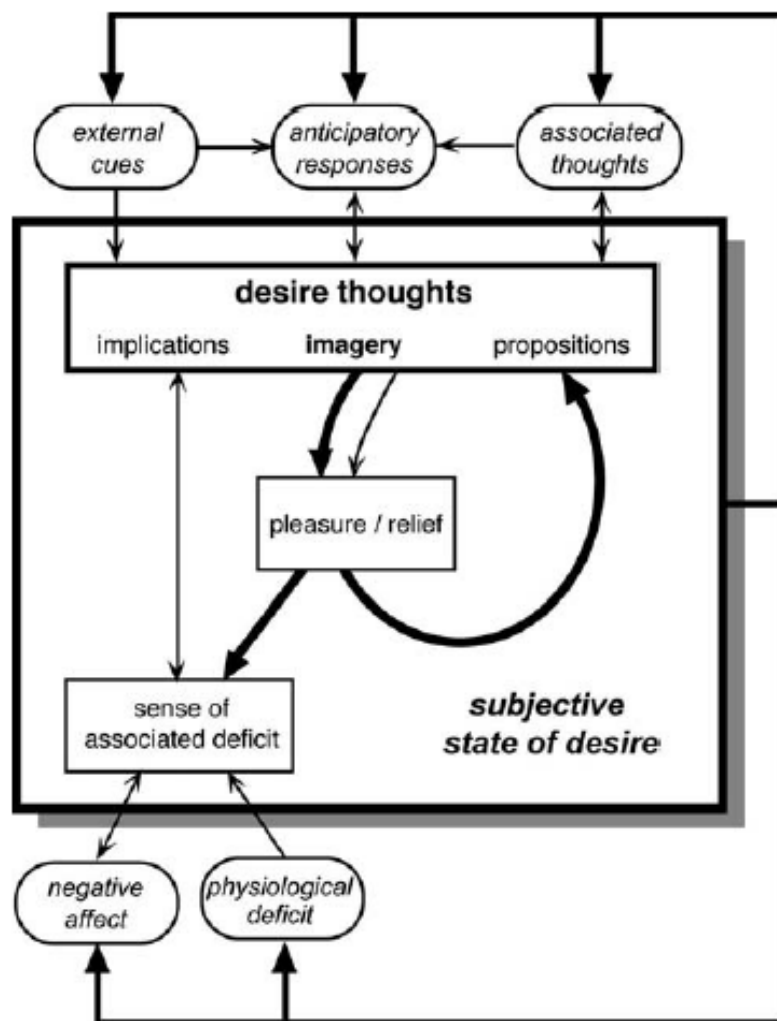 external
cues
anticipatory
responses
associated
thoughts
desire thoughts
implications imagery propositions
pleasure / relief
sense of
associated deficit
subjective
state of desire
negative
affect
physiological
deficit